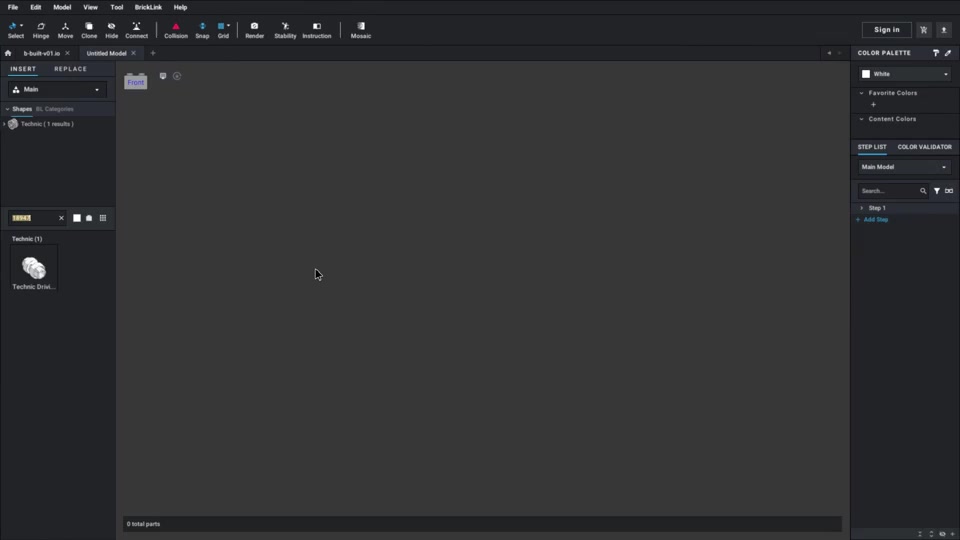 File Edit Model View Tool BrickLink Help
Select Hinge Move Clone Hide Connect Collision Snap Grid Render Stability Instruction Mosaic
Sign in
b-built-v01.io Untitled Model
COLOR PALETTE
INSERT REPLACE
Front
White
Main
Favorite Colors
Shapes BL Categories
Content Colors
Technic ( 1 results )
STEP LIST COLOR VALIDATOR
Main Model
Search...
Step 1
+ Add Step
Technic (1)
Technic Drivi...
0 total parts